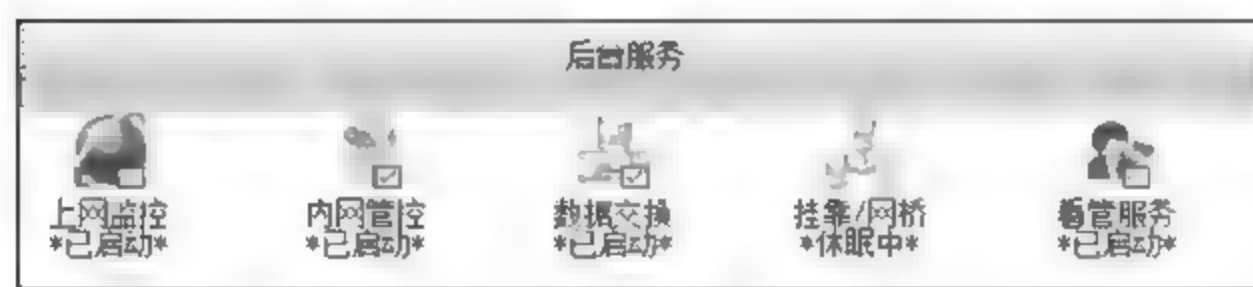 后台服务
上网监控 内网管控 数据交换 挂靠/网桥 看管服务
*已启动* *已启动* *已启动* *休眠中* *已启动*